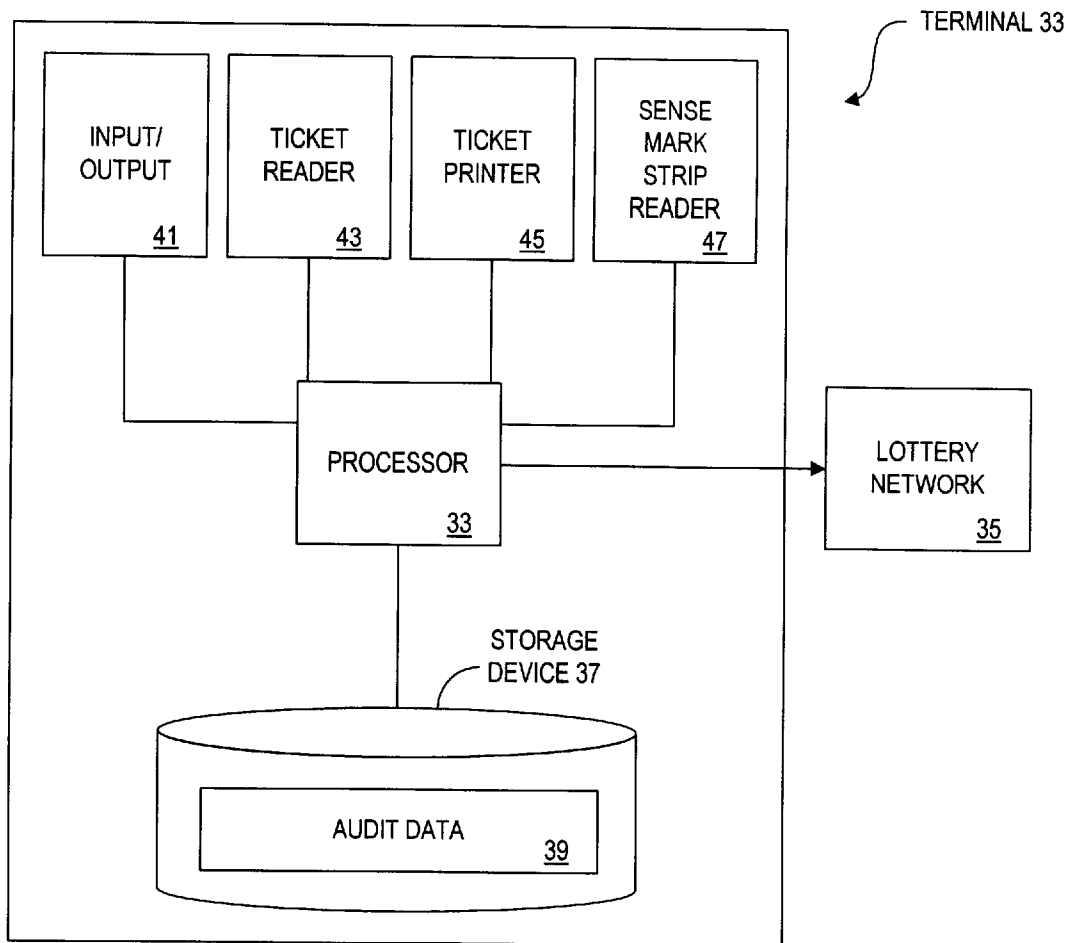 TERMINAL 33
INPUT/
OUTPUT
41
TICKET
READER
43
TICKET
PRINTER
45
SENSE
MARK
STRIP
READER
47
PROCESSOR
33
LOTTERY
NETWORK
35
STORAGE
DEVICE 37
AUDIT DATA
39